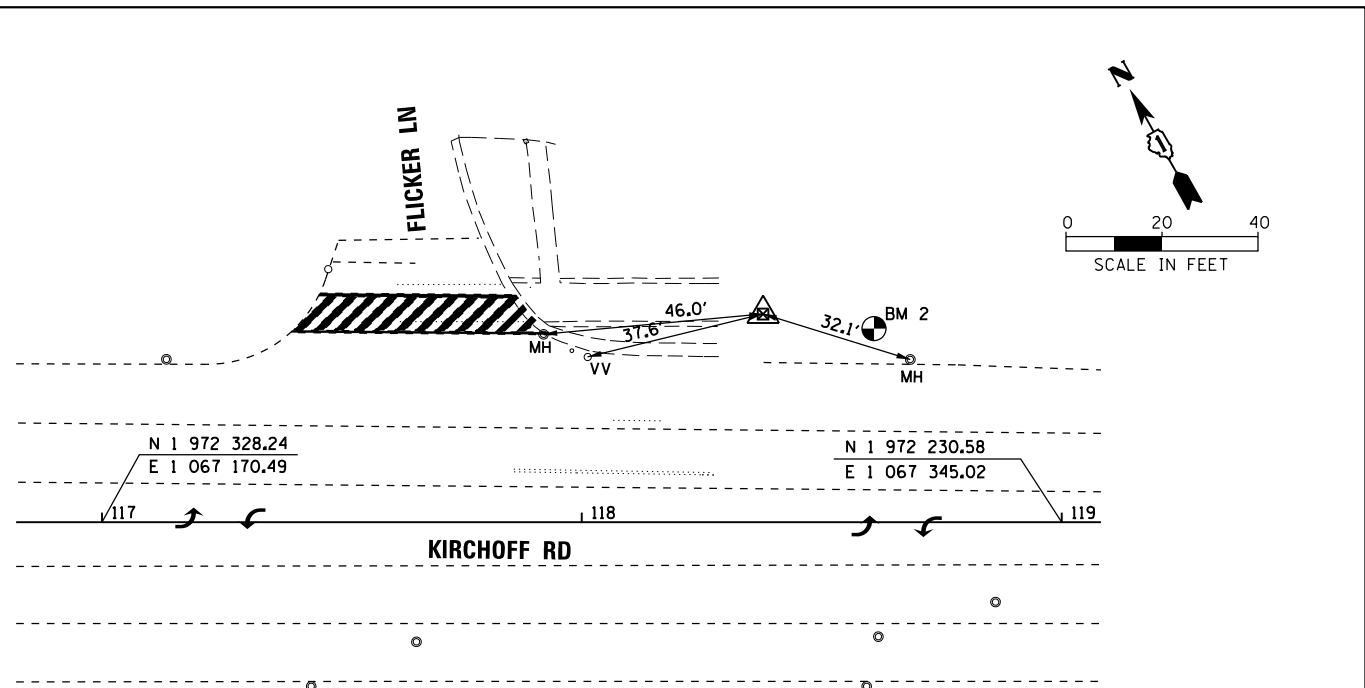 N
1
FLICKER LN
0 20 40
SCALE IN FEET
46.0'
37.6'
32.1'
BM 2
MH
VV
MH
N 1 972 328.24
E 1 067 170.49
N 1 972 230.58
E 1 067 345.02
117
118
119
KIRCHOFF RD